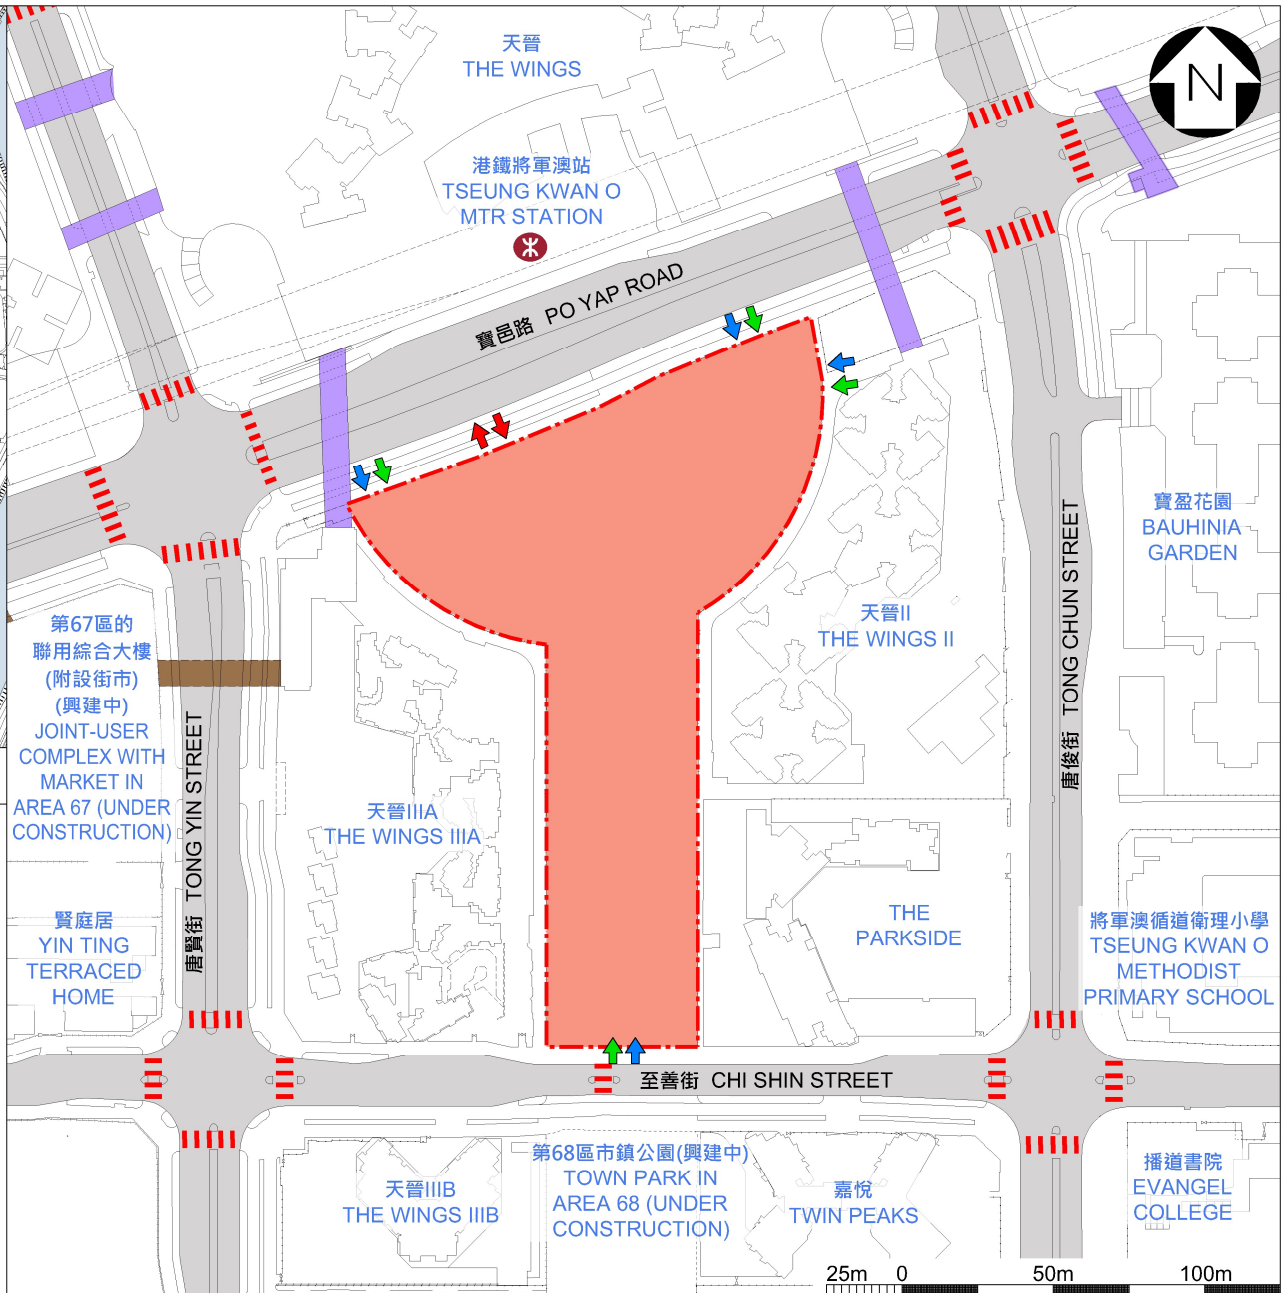 天晉
THE WINGS
N
港鐵將軍澳站
TSEUNG KWAN O
MTR STATION
寶邑路 PO YAP ROAD
寶盈花園
BAUHINIA
GARDEN
唐俊街 TONG CHUN STREET
天晉II
THE WINGS II
第67區的
聯用綜合大樓
(附設街市)
(興建中)
JOINT-USER
COMPLEX WITH
MARKET IN
AREA 67 (UNDER
CONSTRUCTION)
唐賢街 TONG YIN STREET
天晉IIIA
THE WINGS IIIA
賢庭居
YIN TING
TERRACED
HOME
THE
PARKSIDE
將軍澳循道衛理小學
TSEUNG KWAN O
METHODIST
PRIMARY SCHOOL
至善街 CHI SHIN STREET
天晉IIIB
THE WINGS IIIB
第68區市鎮公園(興建中)
TOWN PARK IN
AREA 68 (UNDER
CONSTRUCTION)
嘉悅
TWIN PEAKS
播道書院
EVANGEL
COLLEGE
25m 0 50m 100m